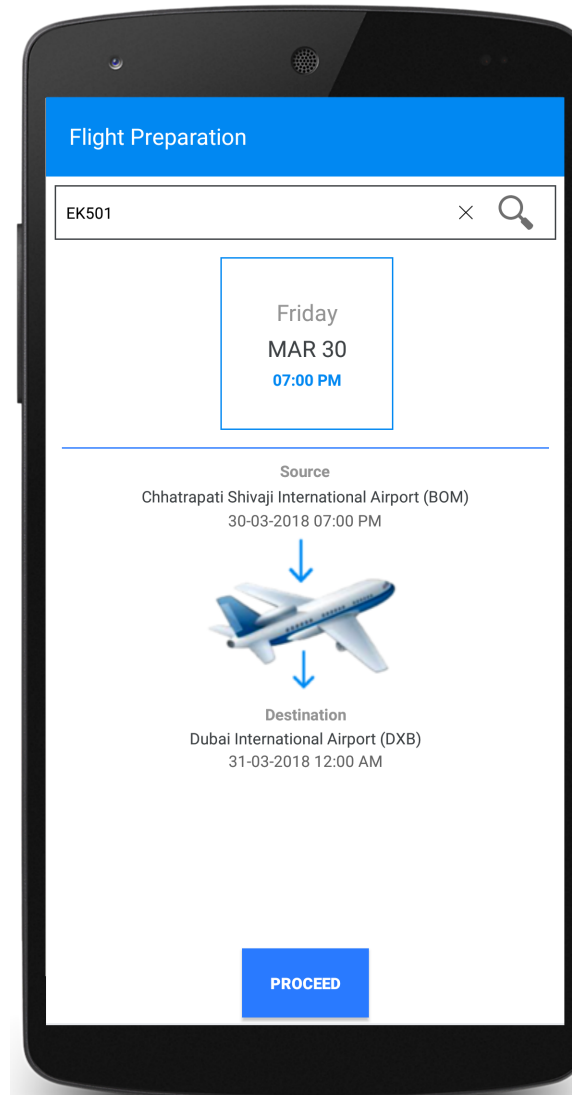 Flight Preparation
EK501
Friday
MAR 30
07:00 PM
Source
Chhatrapati Shivaji International Airport (BOM)
30-03-2018 07:00 PM
Destination
Dubai International Airport (DXB)
31-03-2018 12:00 AM
PROCEED